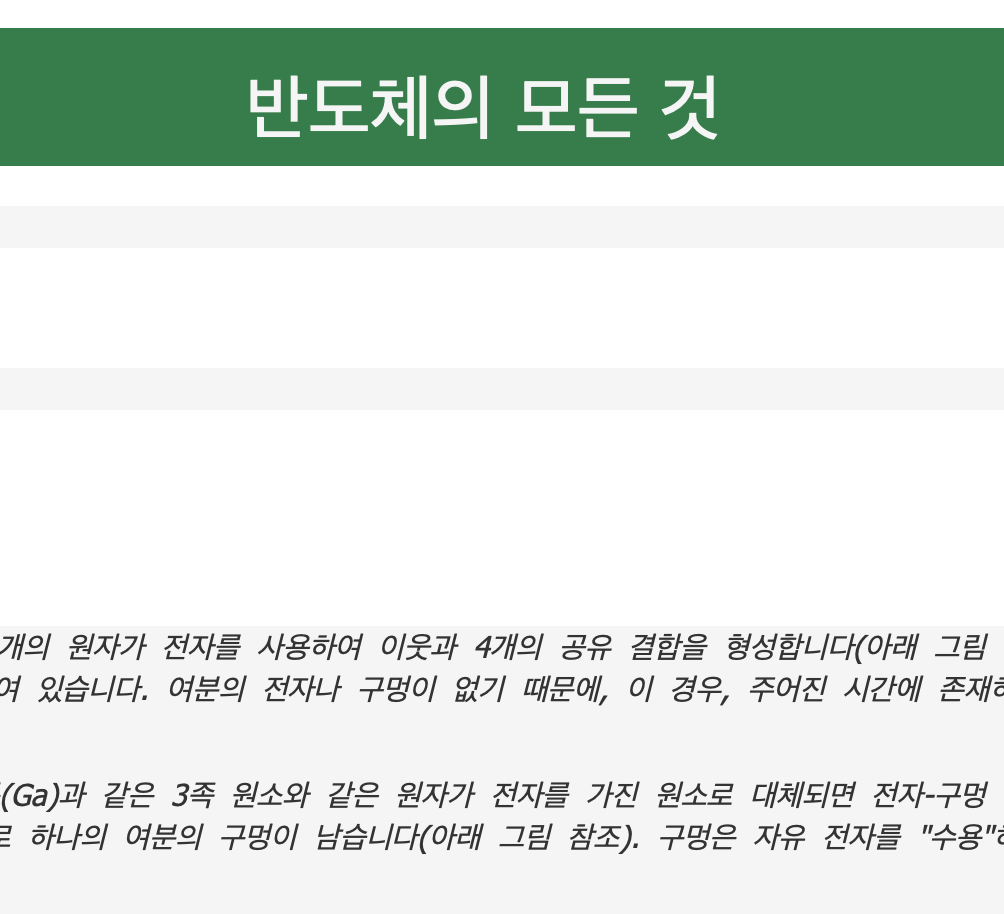 반도체의 모든 것
개의 원자가 전자를 사용하여 이웃과 4개의 공유 결합을 형성합니다(아래 그림
여 있습니다. 여분의 전자나 구멍이 없기 때문에, 이 경우, 주어진 시간에
(Ga)과 같은 3족 원소와 같은 원자가 전자를 가진 원소로 대체되면 전자-구멍
로 하나의 여분의 구멍이 남습니다(아래 그림 참조). 구멍은 자유 전자를 "수용"